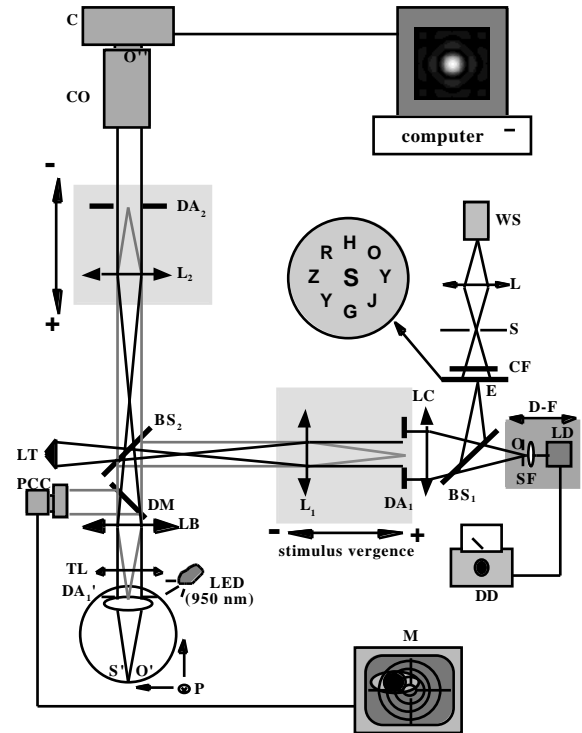 C
O''
CO
computer
-
+
DA₂
L₂
WS
L
S
CF
E
R H O
Z S Y
Y G J
D-F
LC
O LD
SF
BS₁
BS₂
LT
PCC
DM
LB
L₁
DA₁
- +
stimulus vergence
TL
LED
(950 nm)
DA₁'
DD
S' O'
P
M